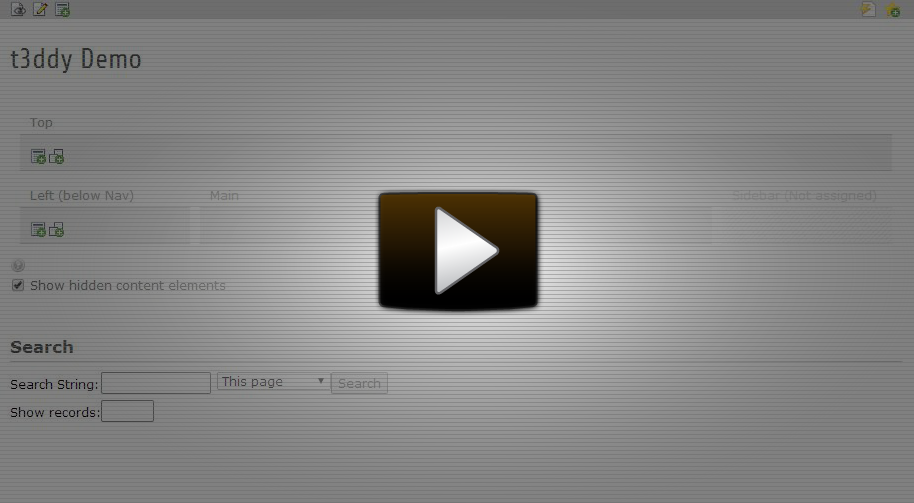 t3ddy Demo
Top
Left (below Nav) Main Sidebar (Not assigned)
Show hidden content elements
Search
Search String: This page Search
Show records: